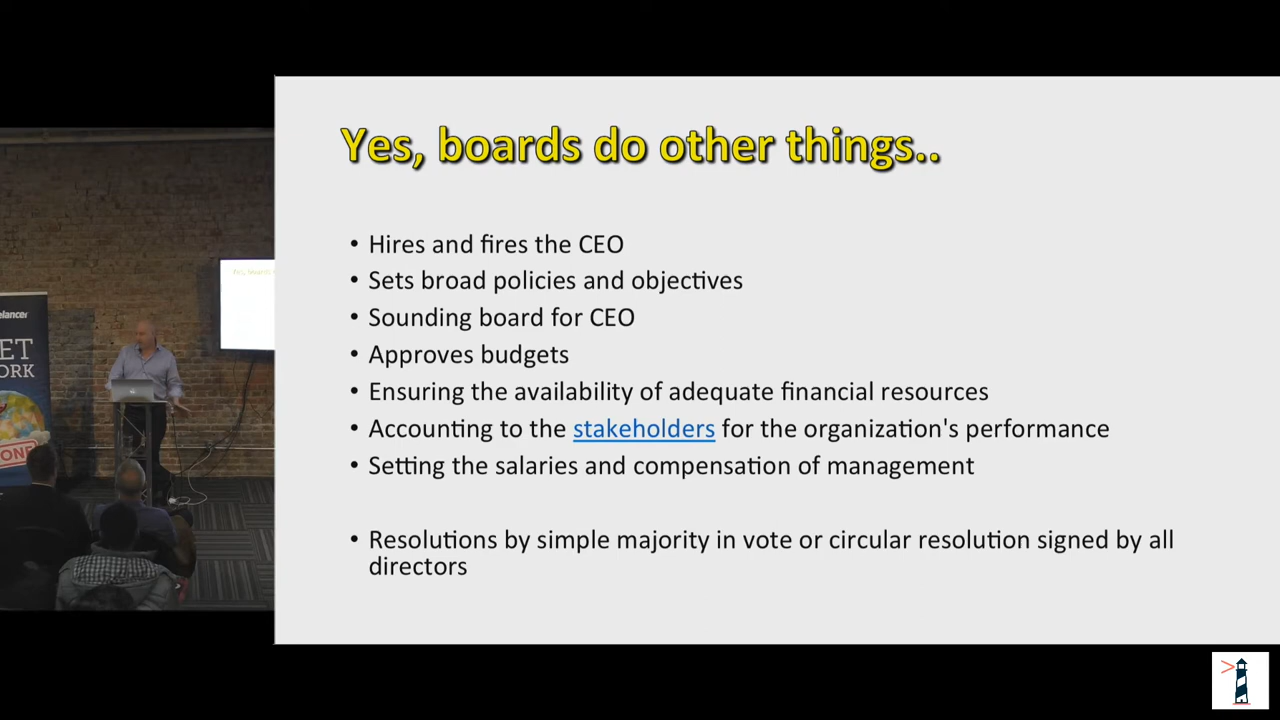 Yes, boards do other things..
• Hires and fires the CEO
• Sets broad policies and objectives
• Sounding board for CEO
• Approves budgets
• Ensuring the availability of adequate financial resources
• Accounting to the stakeholders for the organization's performance
• Setting the salaries and compensation of management
• Resolutions by simple majority in vote or circular resolution signed by all
directors
elancer
ET
ORK
ONE